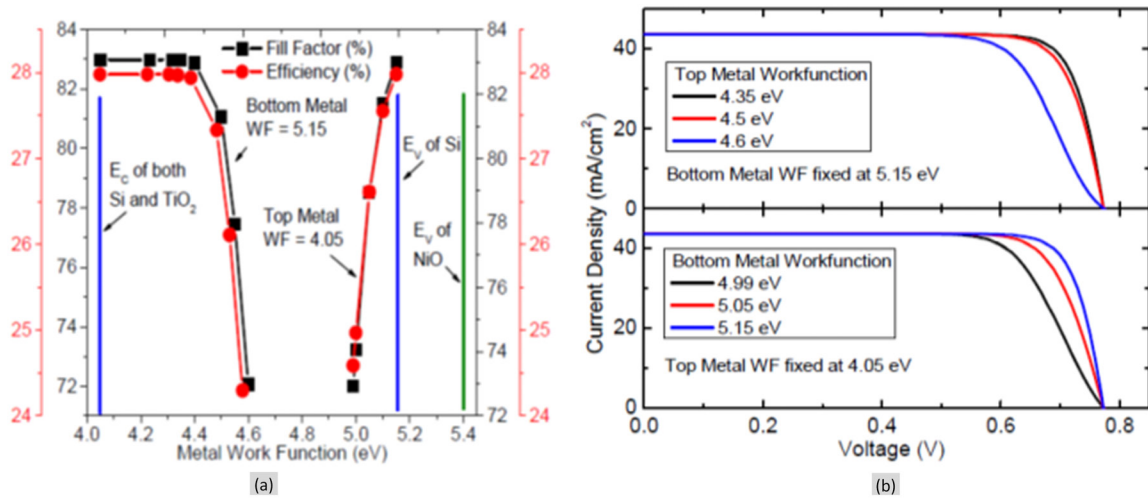 84
82
80
78
76
74
72
28
27
26
25
24
Fill Factor (%)
Efficiency (%)
Bottom Metal
WF = 5.15
E_C of both
Si and TiO₂
Top Metal
WF = 4.05
E_V of Si
E_V of
NiO
84
82
80
78
76
74
72
28
27
26
25
24
4.0 4.2 4.4 4.6 4.8 5.0 5.2 5.4
Metal Work Function (eV)
(a)
40
20
0
Top Metal Workfunction
4.35 eV
4.5 eV
4.6 eV
Bottom Metal WF fixed at 5.15 eV
Current Density (mA/cm²)
40
20
0
Bottom Metal Workfunction
4.99 eV
5.05 eV
5.15 eV
Top Metal WF fixed at 4.05 eV
0.0 0.2 0.4 0.6 0.8
Voltage (V)
(b)